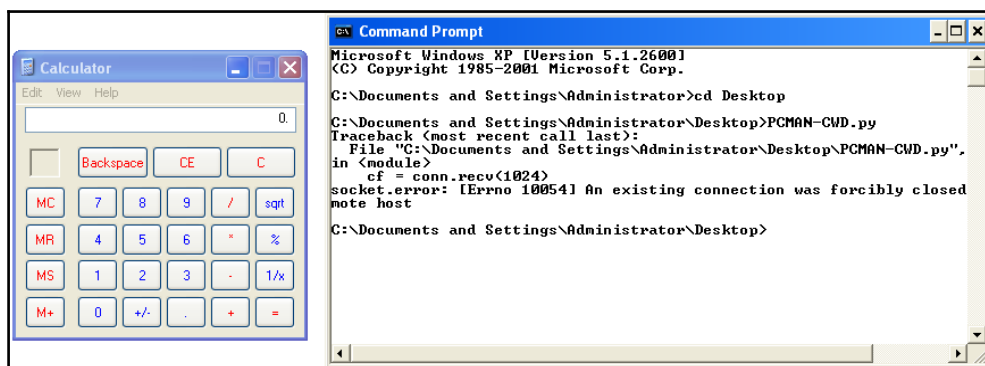 Calculator
Edit View Help
0.
Backspace CE C
MC 7 8 9 / sqrt
MR 4 5 6 * %
MS 1 2 3 - 1/x
M+ 0 +/- . + =
Command Prompt
Microsoft Windows XP [Version 5.1.2600]
(C) Copyright 1985-2001 Microsoft Corp.
C:\Documents and Settings\Administrator>cd Desktop
C:\Documents and Settings\Administrator\Desktop>PCMAN-CWD.py
Traceback (most recent call last):
File "C:\Documents and Settings\Administrator\Desktop\PCMAN-CWD.py",
in <module>
cf = conn.recv(1024)
socket.error: [Errno 10054] An existing connection was forcibly closed
mote host
C:\Documents and Settings\Administrator\Desktop>